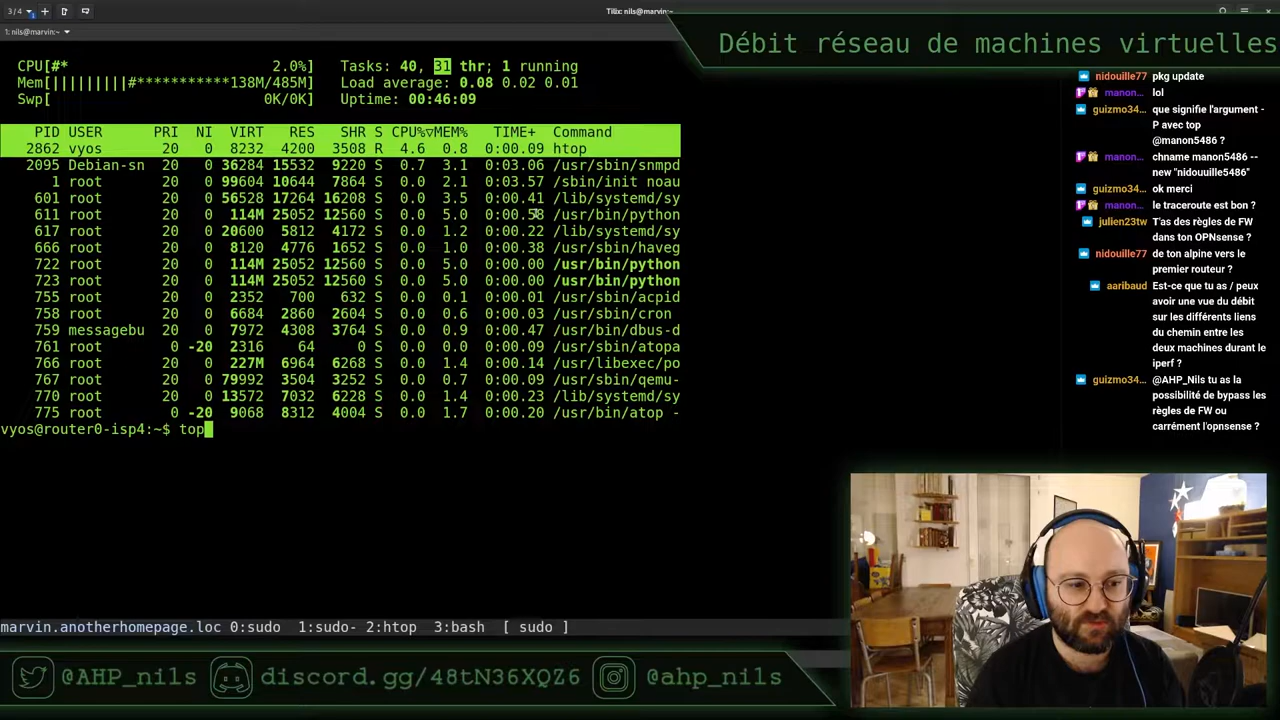 3/4
Tilix: nils@marvin:~
1: nils@marvin:~
Débit réseau de machines virtuelles
CPU[#* 2.0%] Tasks: 40, 31 thr; 1 running
Mem[|||||||||#***********138M/485M] Load average: 0.08 0.02 0.01
Swp[ 0K/0K] Uptime: 00:46:09
PID USER PRI NI VIRT RES SHR S CPU%▽MEM% TIME+ Command
2862 vyos 20 0 8232 4200 3508 R 4.6 0.8 0:00.09 htop
2095 Debian-sn 20 0 36284 15532 9220 S 0.7 3.1 0:03.06 /usr/sbin/snmpd
1 root 20 0 99604 10644 7864 S 0.0 2.1 0:03.57 /sbin/init noau
601 root 20 0 56528 17264 16208 S 0.0 3.5 0:00.41 /lib/systemd/sy
611 root 20 0 114M 25052 12560 S 0.0 5.0 0:00.58 /usr/bin/python
617 root 20 0 20600 5812 4172 S 0.0 1.2 0:00.22 /lib/systemd/sy
666 root 20 0 8120 4776 1652 S 0.0 1.0 0:00.38 /usr/sbin/haveg
722 root 20 0 114M 25052 12560 S 0.0 5.0 0:00.00 /usr/bin/python
723 root 20 0 114M 25052 12560 S 0.0 5.0 0:00.00 /usr/bin/python
755 root 20 0 2352 700 632 S 0.0 0.1 0:00.01 /usr/sbin/acpid
758 root 20 0 6684 2860 2604 S 0.0 0.6 0:00.03 /usr/sbin/cron
759 messagebu 20 0 7972 4308 3764 S 0.0 0.9 0:00.47 /usr/bin/dbus-d
761 root 0 -20 2316 64 0 S 0.0 0.0 0:00.09 /usr/sbin/atopa
766 root 20 0 227M 6964 6268 S 0.0 1.4 0:00.14 /usr/libexec/po
767 root 20 0 79992 3504 3252 S 0.0 0.7 0:00.09 /usr/sbin/qemu-
770 root 20 0 13572 7032 6228 S 0.0 1.4 0:00.23 /lib/systemd/sy
775 root 0 -20 9068 8312 4004 S 0.0 1.7 0:00.20 /usr/bin/atop -
vyos@router0-isp4:~$ top
marvin.anotherhomepage.loc 0:sudo 1:sudo- 2:htop 3:bash [ sudo ]
nidouille77 pkg update
manon... lol
guizmo34... que signifie l'argument -
P avec top
@manon5486 ?
manon... chname manon5486 --
new "nidouuille5486"
guizmo34... ok merci
manon... le traceroute est bon ?
julien23tw T'as des règles de FW
dans ton OPNsense ?
nidouille77 de ton alpine vers le
premier routeur ?
aaribaud Est-ce que tu as / peux
avoir une vue du débit
sur les différents liens
du chemin entre les
deux machines durant le
iperf ?
guizmo34... @AHP_Nils tu as la
possibilité de bypass les
règles de FW ou
carrément l'opnsense ?
@AHP_nils discord.gg/48tN36XQZ6 @ahp_nils